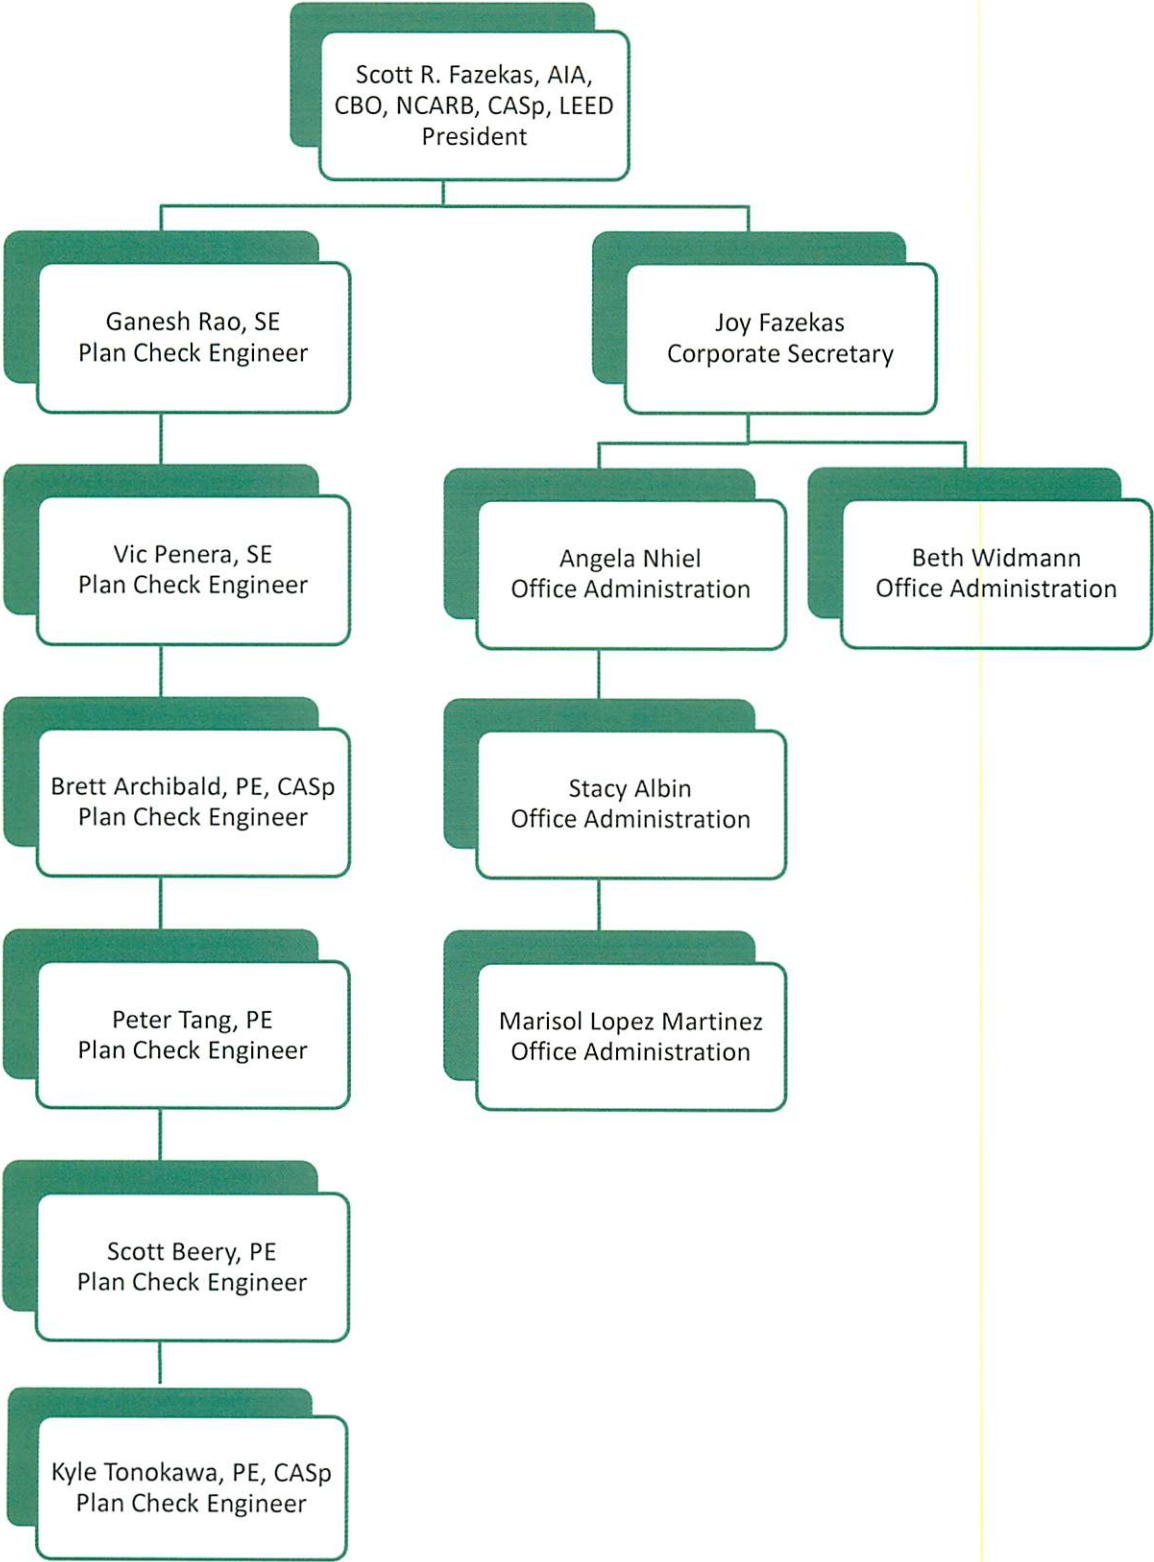 Scott R. Fazekas, AIA,
CBO, NCARB, CASp, LEED
President
Ganesh Rao, SE
Plan Check Engineer
Joy Fazekas
Corporate Secretary
Vic Penera, SE
Plan Check Engineer
Angela Nhiel
Office Administration
Beth Widmann
Office Administration
Brett Archibald, PE, CASp
Plan Check Engineer
Stacy Albin
Office Administration
Peter Tang, PE
Plan Check Engineer
Marisol Lopez Martinez
Office Administration
Scott Beery, PE
Plan Check Engineer
Kyle Tonokawa, PE, CASp
Plan Check Engineer